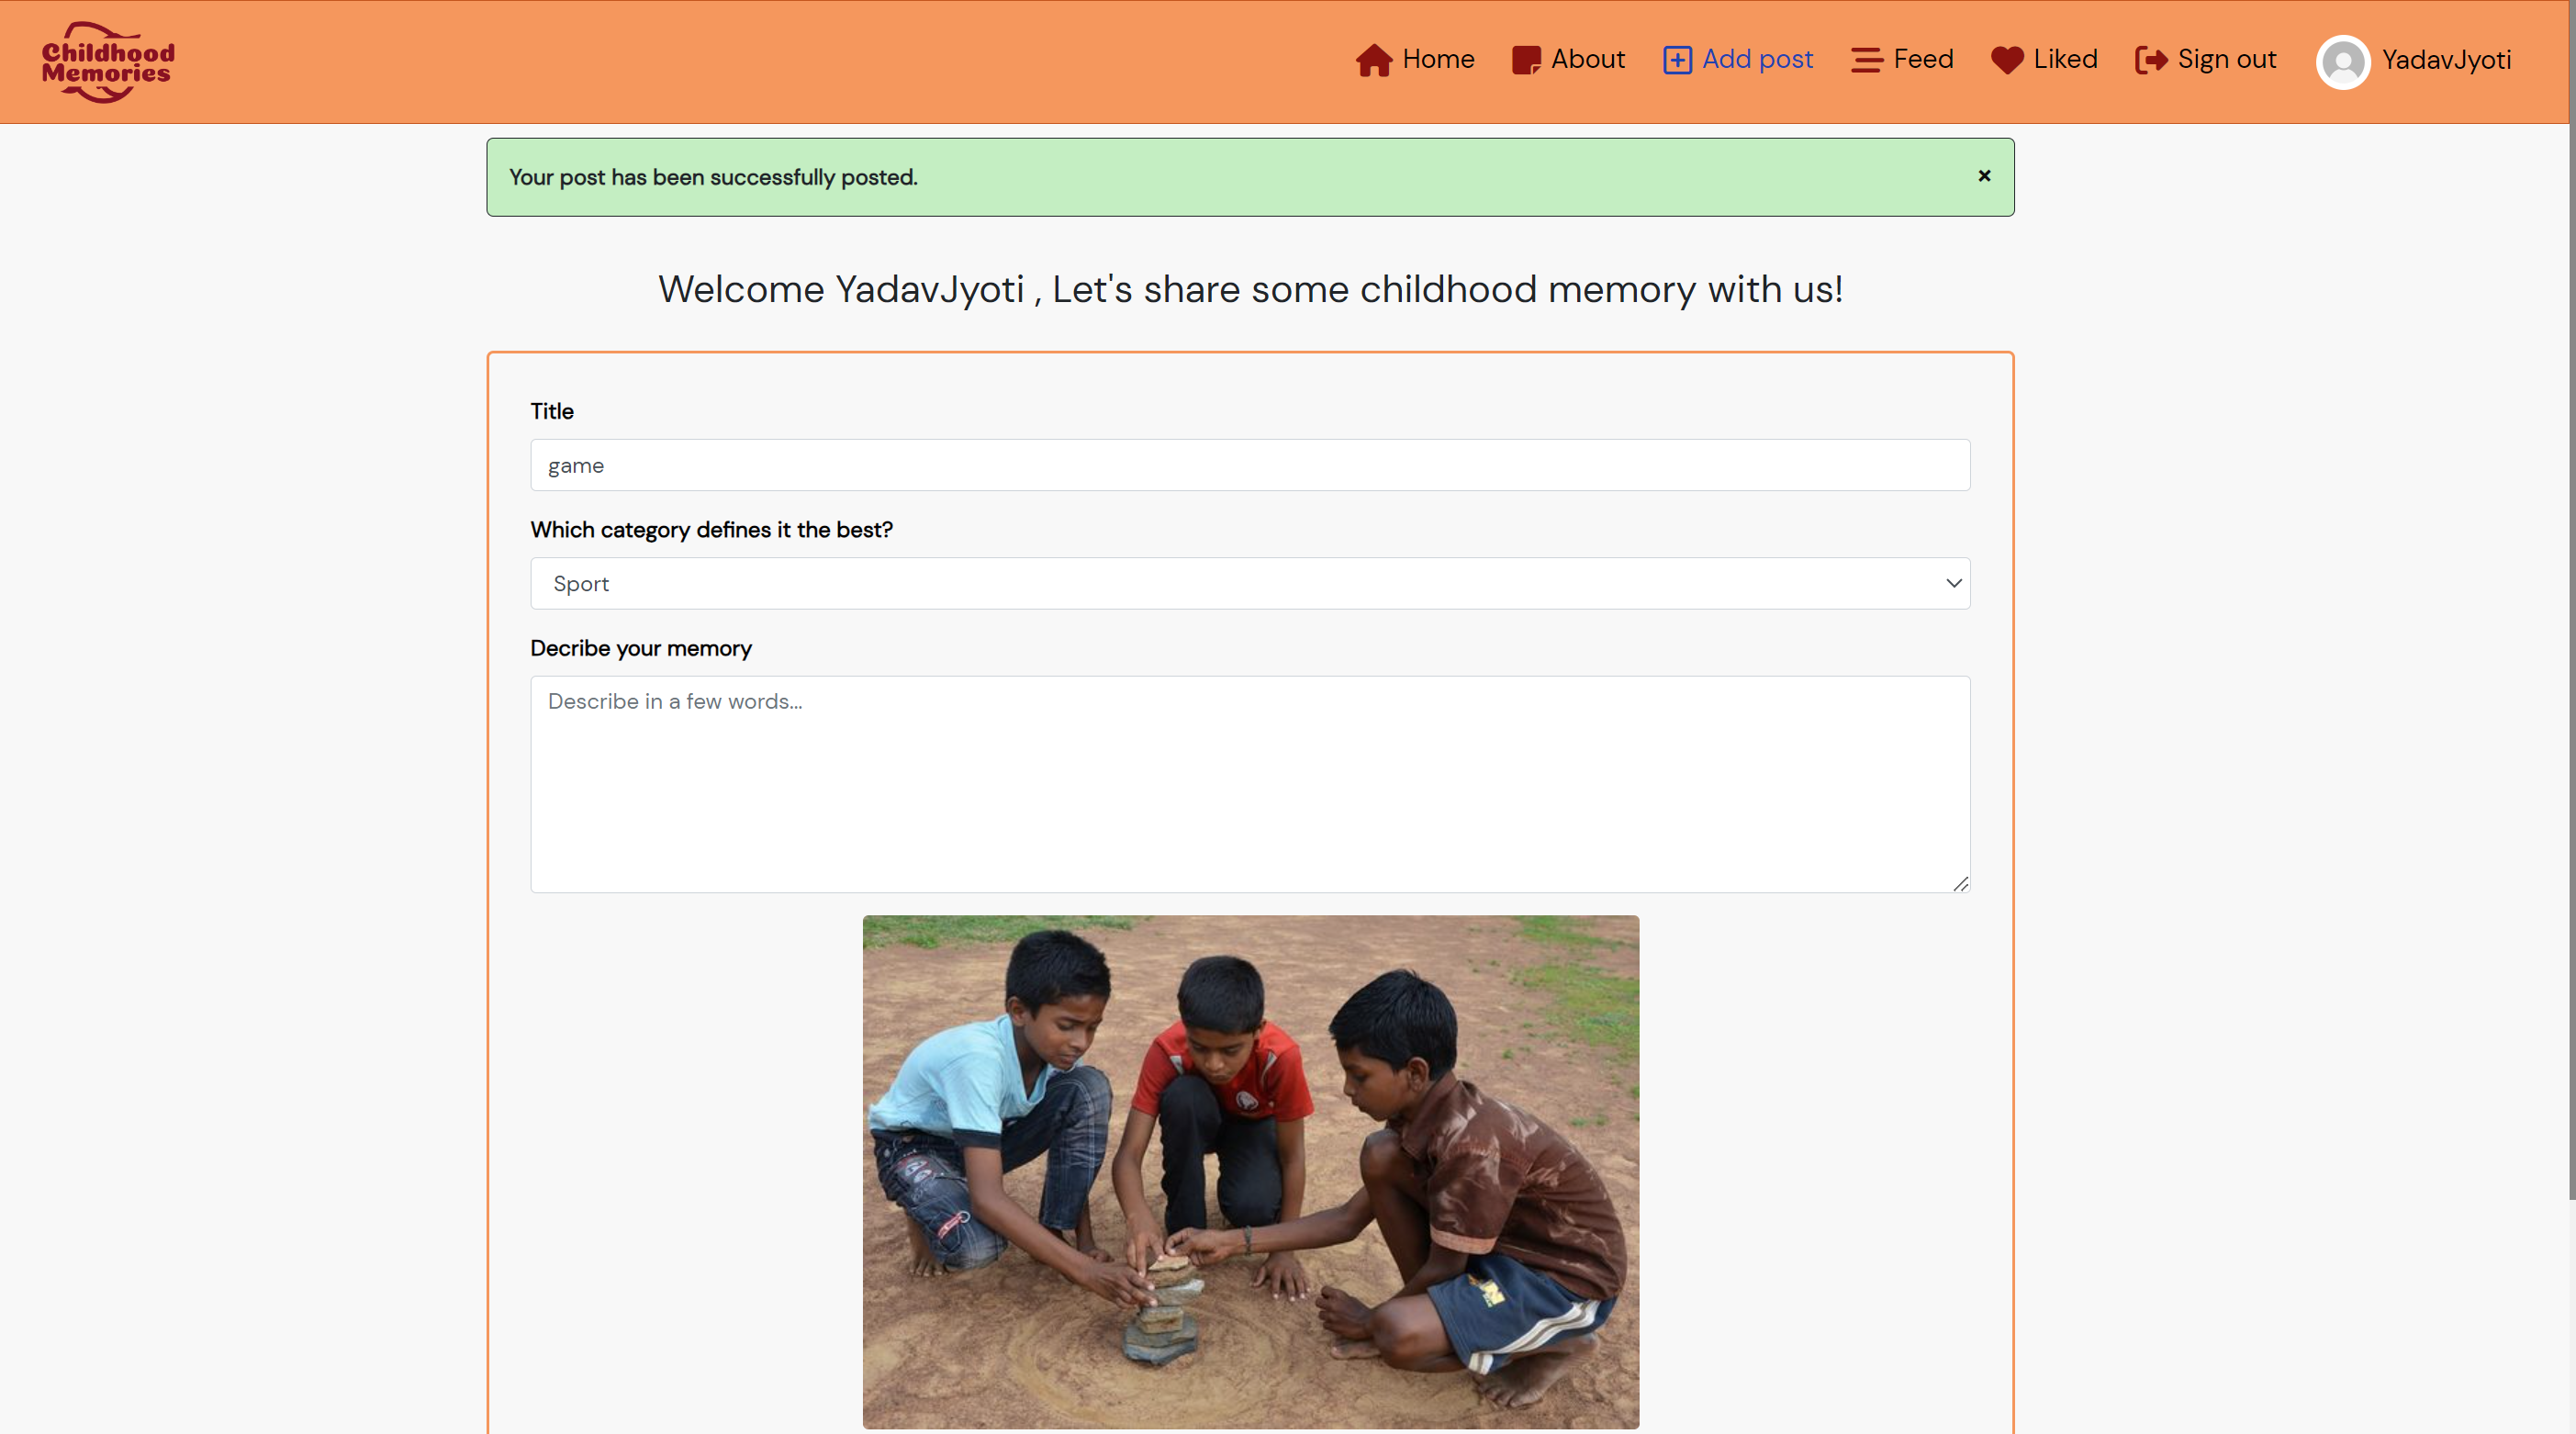 Childhood
Memories
Home About Add post Feed Liked Sign out YadavJyoti
Your post has been successfully posted. ×
Welcome YadavJyoti , Let's share some childhood memory with us!
Title
game
Which category defines it the best?
Sport
Decribe your memory
Describe in a few words...